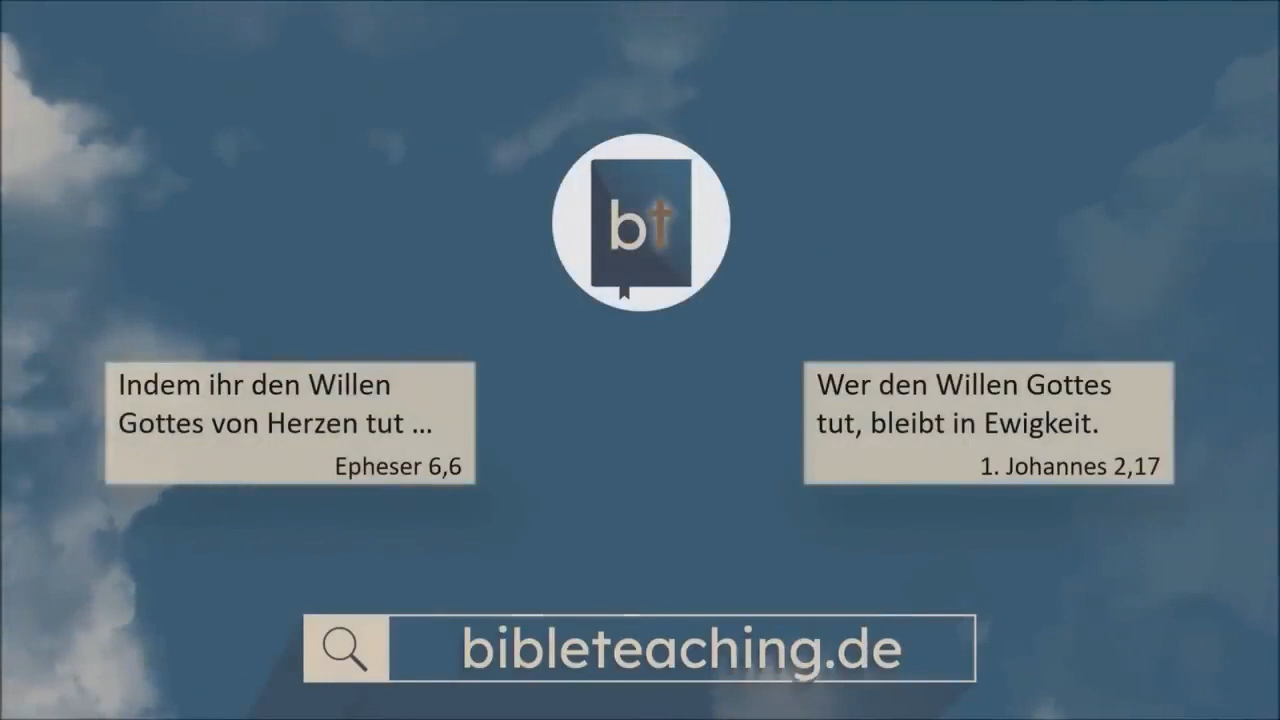 bt
Indem ihr den Willen
Gottes von Herzen tut ...
Epheser 6,6
Wer den Willen Gottes
tut, bleibt in Ewigkeit.
1. Johannes 2,17
bibleteaching.de